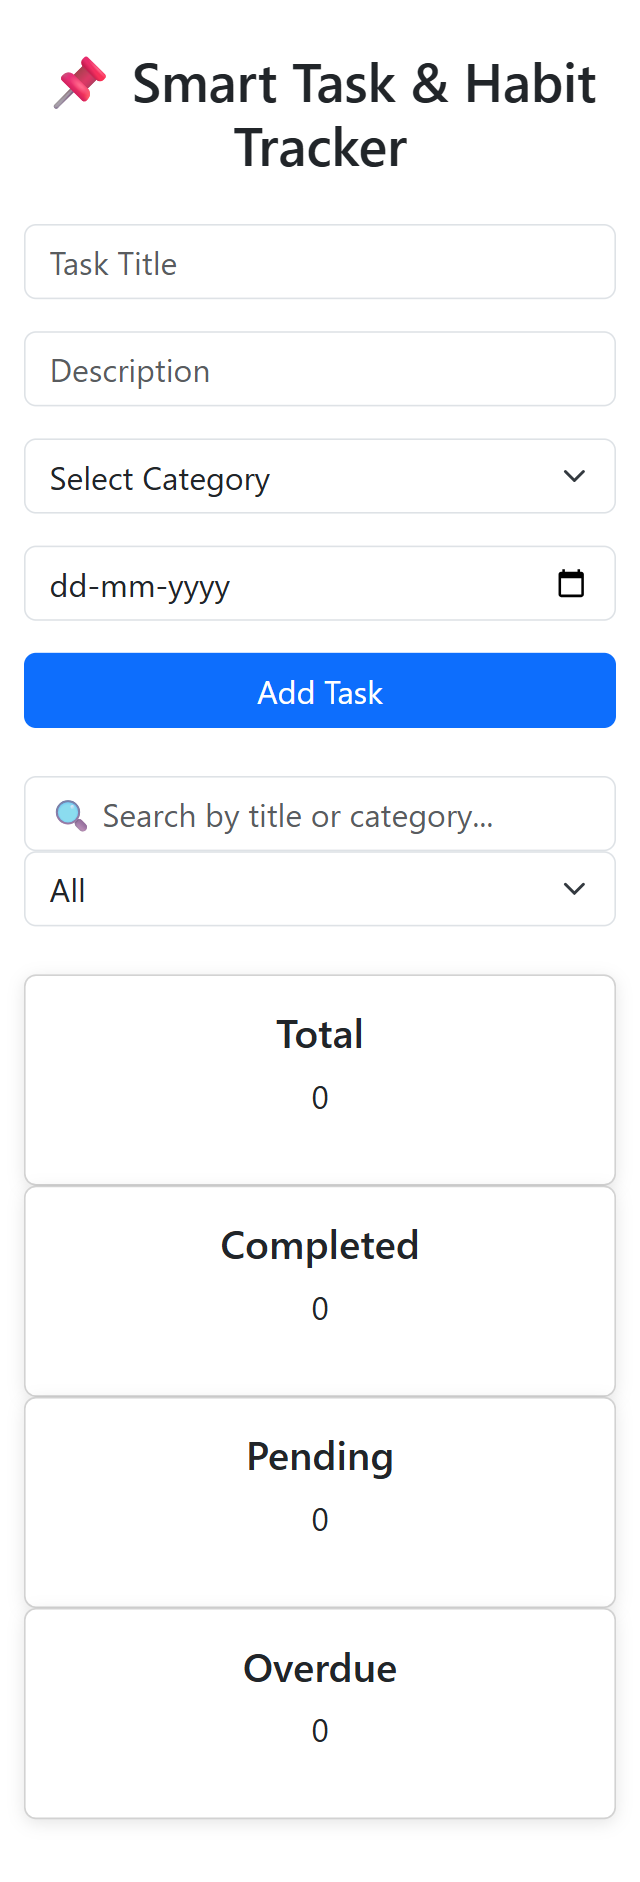 📌 Smart Task & Habit
Tracker
Task Title
Description
Select Category
dd-mm-yyyy
Add Task
🔍 Search by title or category...
All
Total
0
Completed
0
Pending
0
Overdue
0